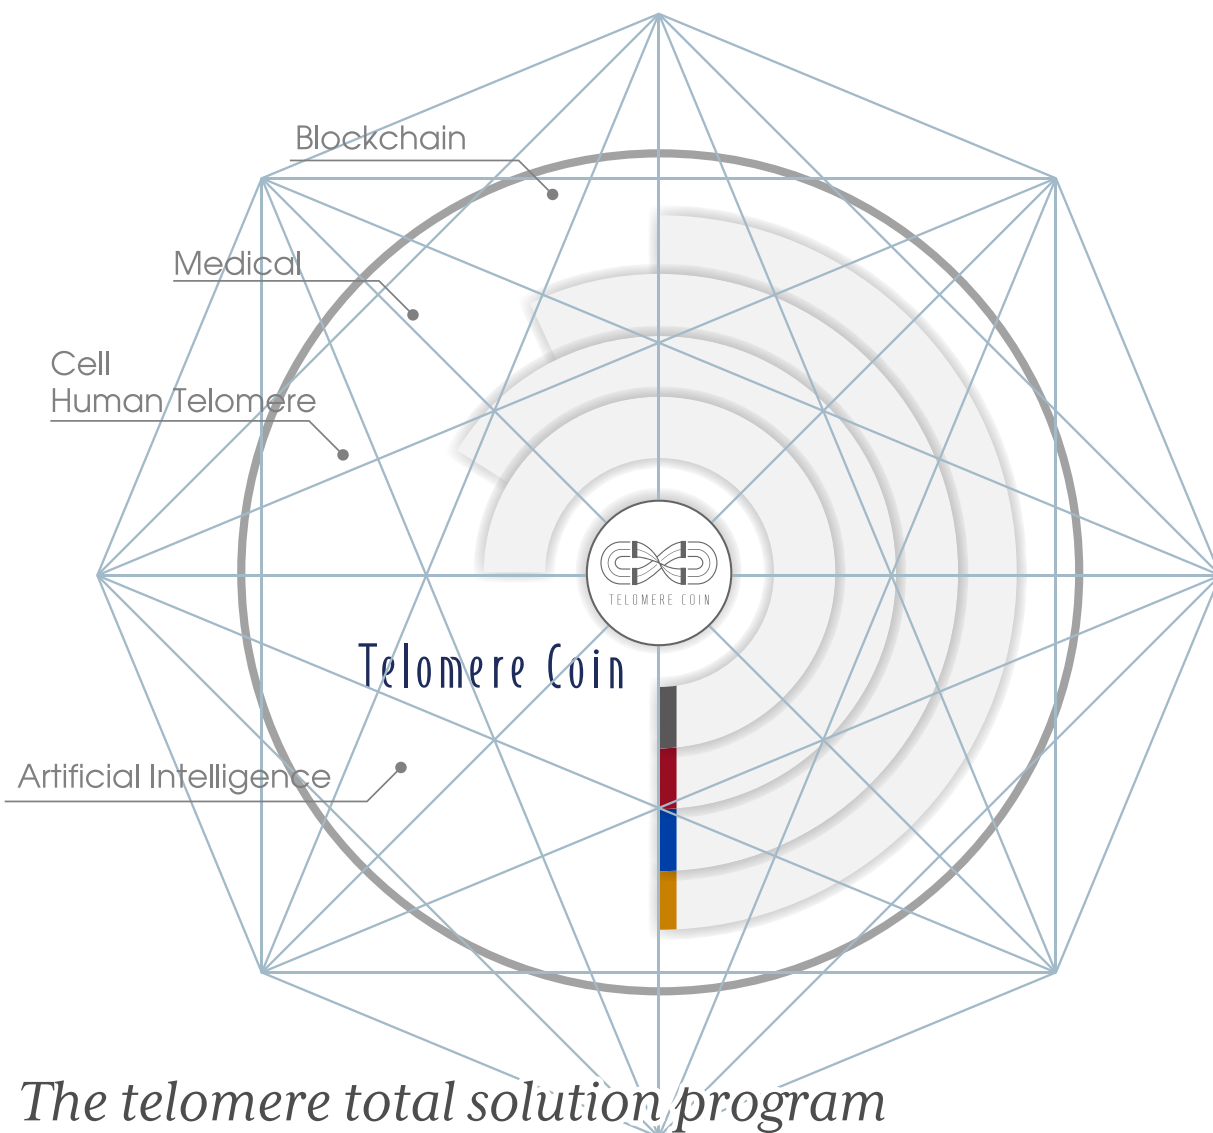 Blockchain
Medical
Cell
Human Telomere
TELOMERE COIN
Telomere Coin
Artificial Intelligence
The telomere total solution program